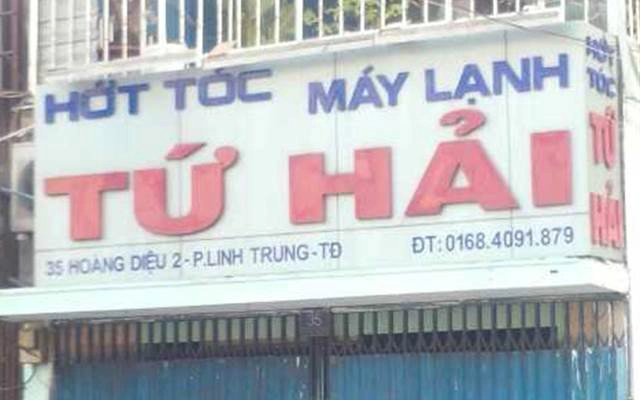 HỚT TÓC MÁY LẠNH
TỨ HẢI
35 HOÀNG DIỆU 2 - P.LINH TRUNG-TĐ ĐT: 0168.4091.879
HỚT
TÓC
TỨ
HẢI
35